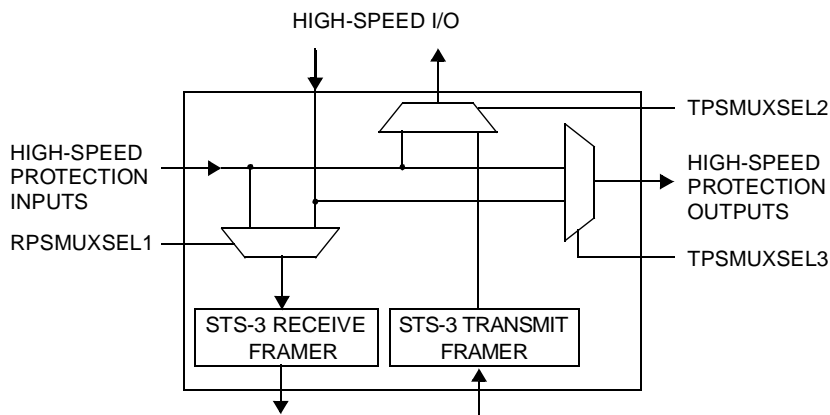 HIGH-SPEED I/O
TPSMUXSEL2
HIGH-SPEED
PROTECTION
INPUTS
HIGH-SPEED
PROTECTION
OUTPUTS
RPSMUXSEL1
TPSMUXSEL3
STS-3 RECEIVE
FRAMER
STS-3 TRANSMIT
FRAMER